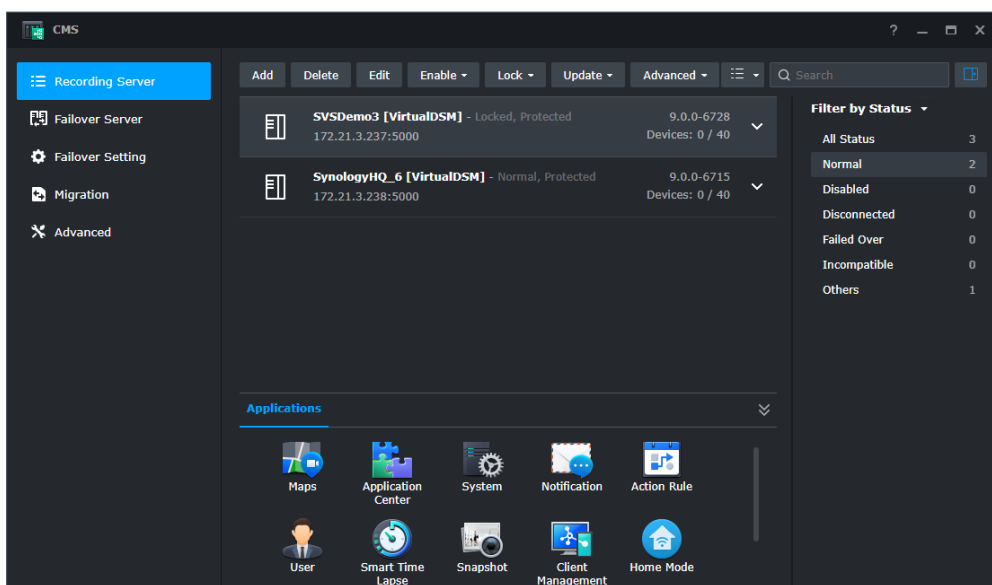 CMS
?
Recording Server
Failover Server
Failover Setting
Migration
Advanced
Add Delete Edit Enable Lock Update Advanced Search
SVSDemo3 [VirtualDSM] - Locked, Protected 9.0.0-6728
172.21.3.237:5000 Devices: 0 / 40
SynologyHQ_6 [VirtualDSM] - Normal, Protected 9.0.0-6715
172.21.3.238:5000 Devices: 0 / 40
Filter by Status
All Status 3
Normal 2
Disabled 0
Disconnected 0
Failed Over 0
Incompatible 0
Others 1
Applications
Maps
Application
Center
System
Notification
Action Rule
User
Smart Time
Lapse
Snapshot
Client
Management
Home Mode